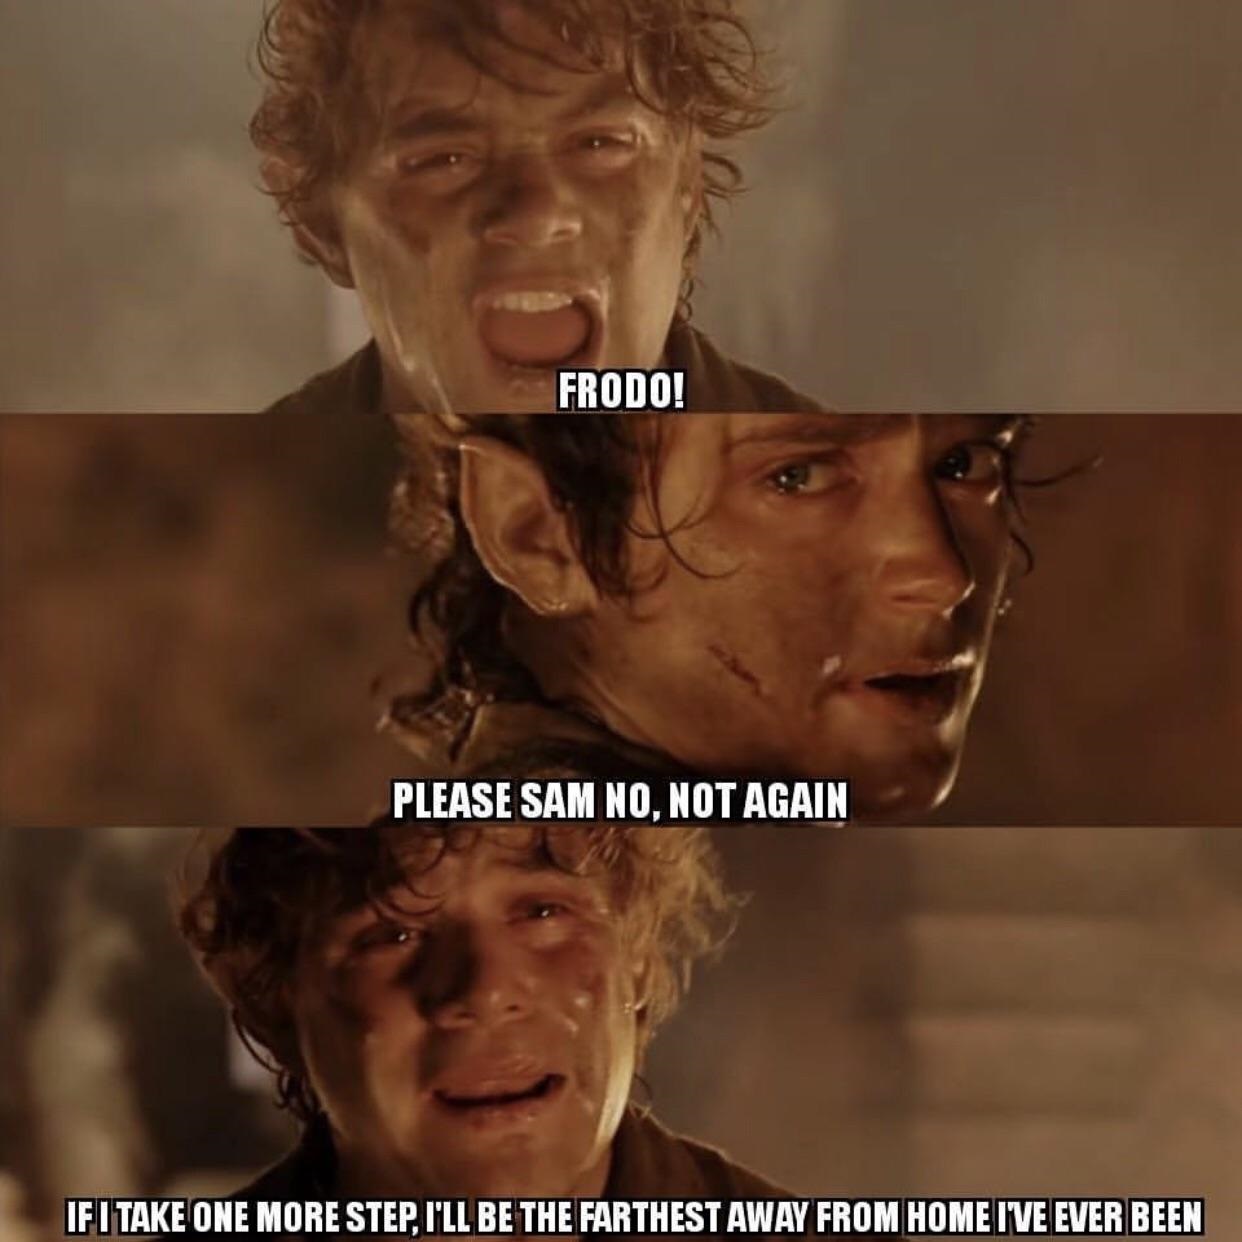 FRODO!
PLEASE SAM NO, NOT AGAIN
IF I TAKE ONE MORE STEP, I'LL BE THE FARTHEST AWAY FROM HOME I'VE EVER BEEN